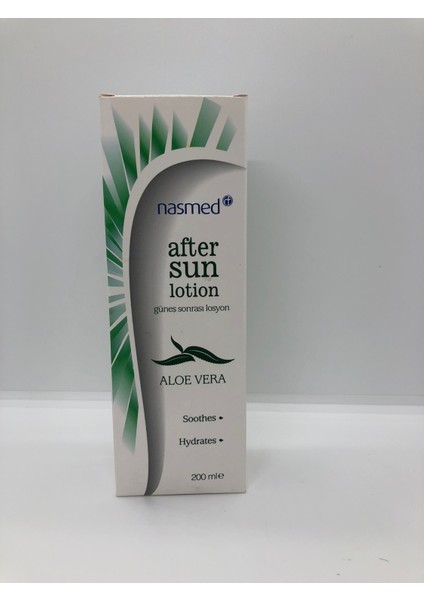 nasmed
after
sun
lotion
güneş sonrası losyon
ALOE VERA
Soothes
Hydrates
200 ml e